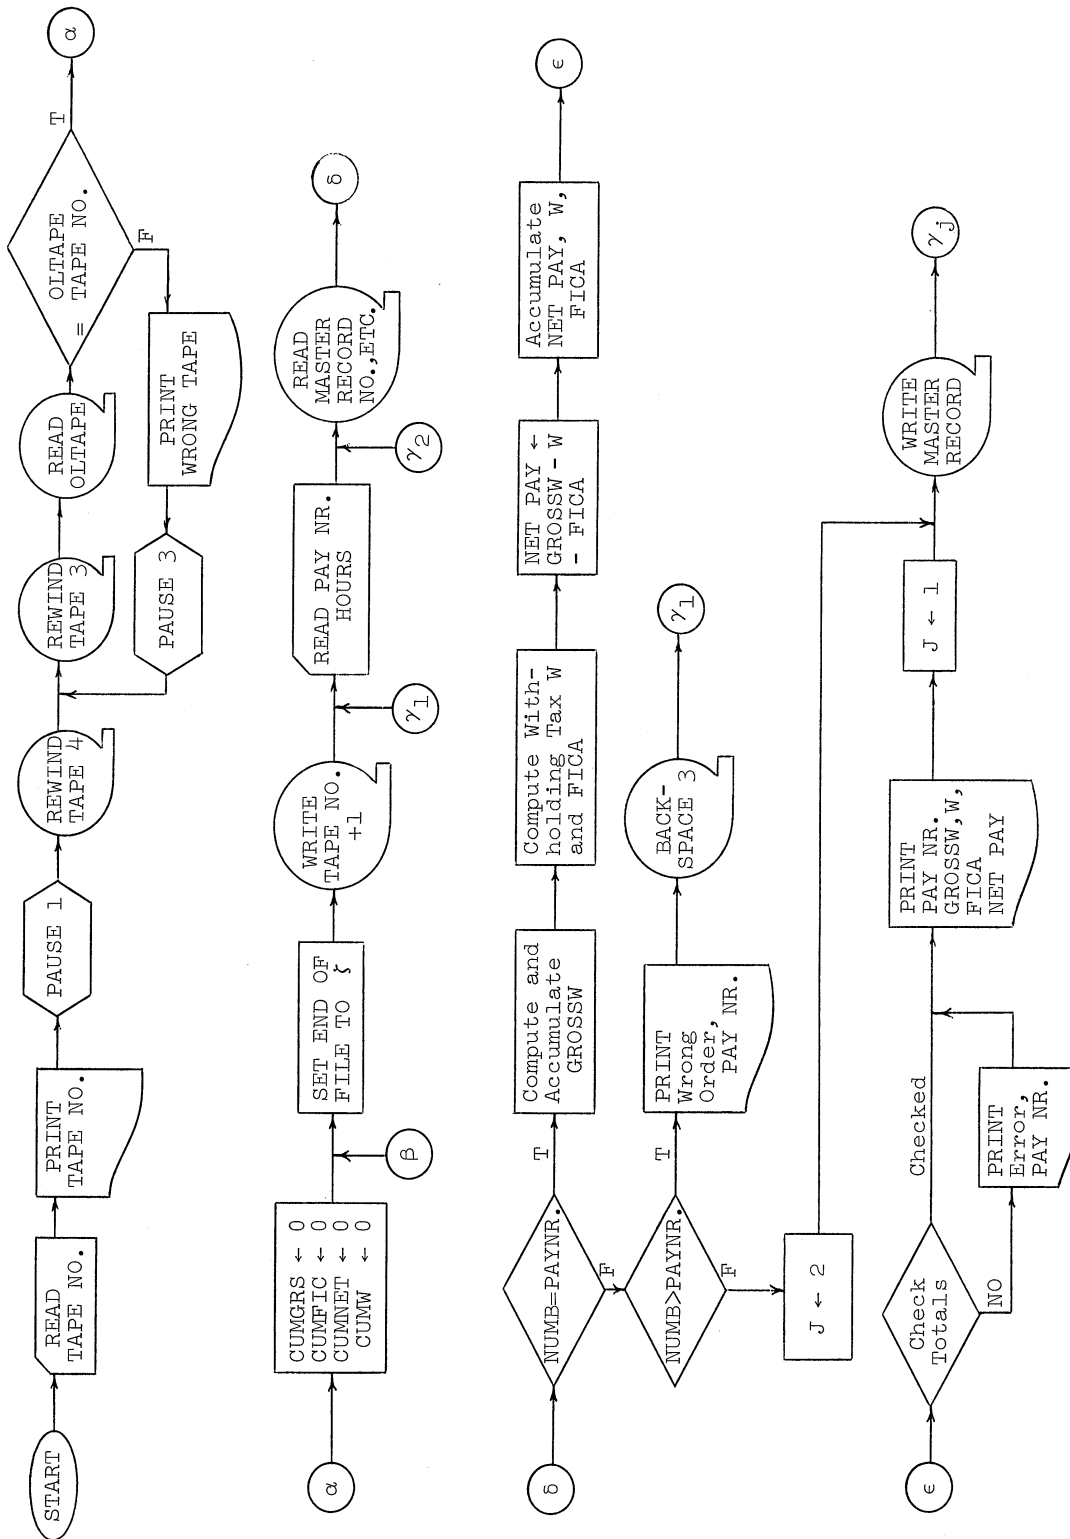 START
READ
TAPE NO.
PRINT
TAPE NO.
PAUSE 1
REWIND
TAPE 4
REWIND
TAPE 3
READ
OLTAPE
OLTAPE
= TAPE NO.
T
α
F
PRINT
WRONG TAPE
PAUSE 3
α
CUMGRS ← 0
CUMFIC ← 0
CUMNET ← 0
CUMW ← 0
β
SET END OF
FILE TO ζ
WRITE
TAPE NO.
+1
γ1
READ PAY NR.
HOURS
γ2
READ
MASTER
RECORD
NO.,ETC.
δ
δ
NUMB=PAYNR.
T
Compute and
Accumulate
GROSSW
Compute With-
holding Tax W
and FICA
NET PAY ←
GROSSW - W
- FICA
Accumulate
NET PAY, W,
FICA
ϵ
F
NUMB>PAYNR.
T
PRINT
Wrong
Order,
PAY NR.
BACK-
SPACE 3
γ1
F
J ← 2
ϵ
Check
Totals
Checked
NO
PRINT
Error,
PAY NR.
PRINT
PAY NR.
GROSSW,W,
FICA
NET PAY
J ← 1
WRITE
MASTER
RECORD
γj